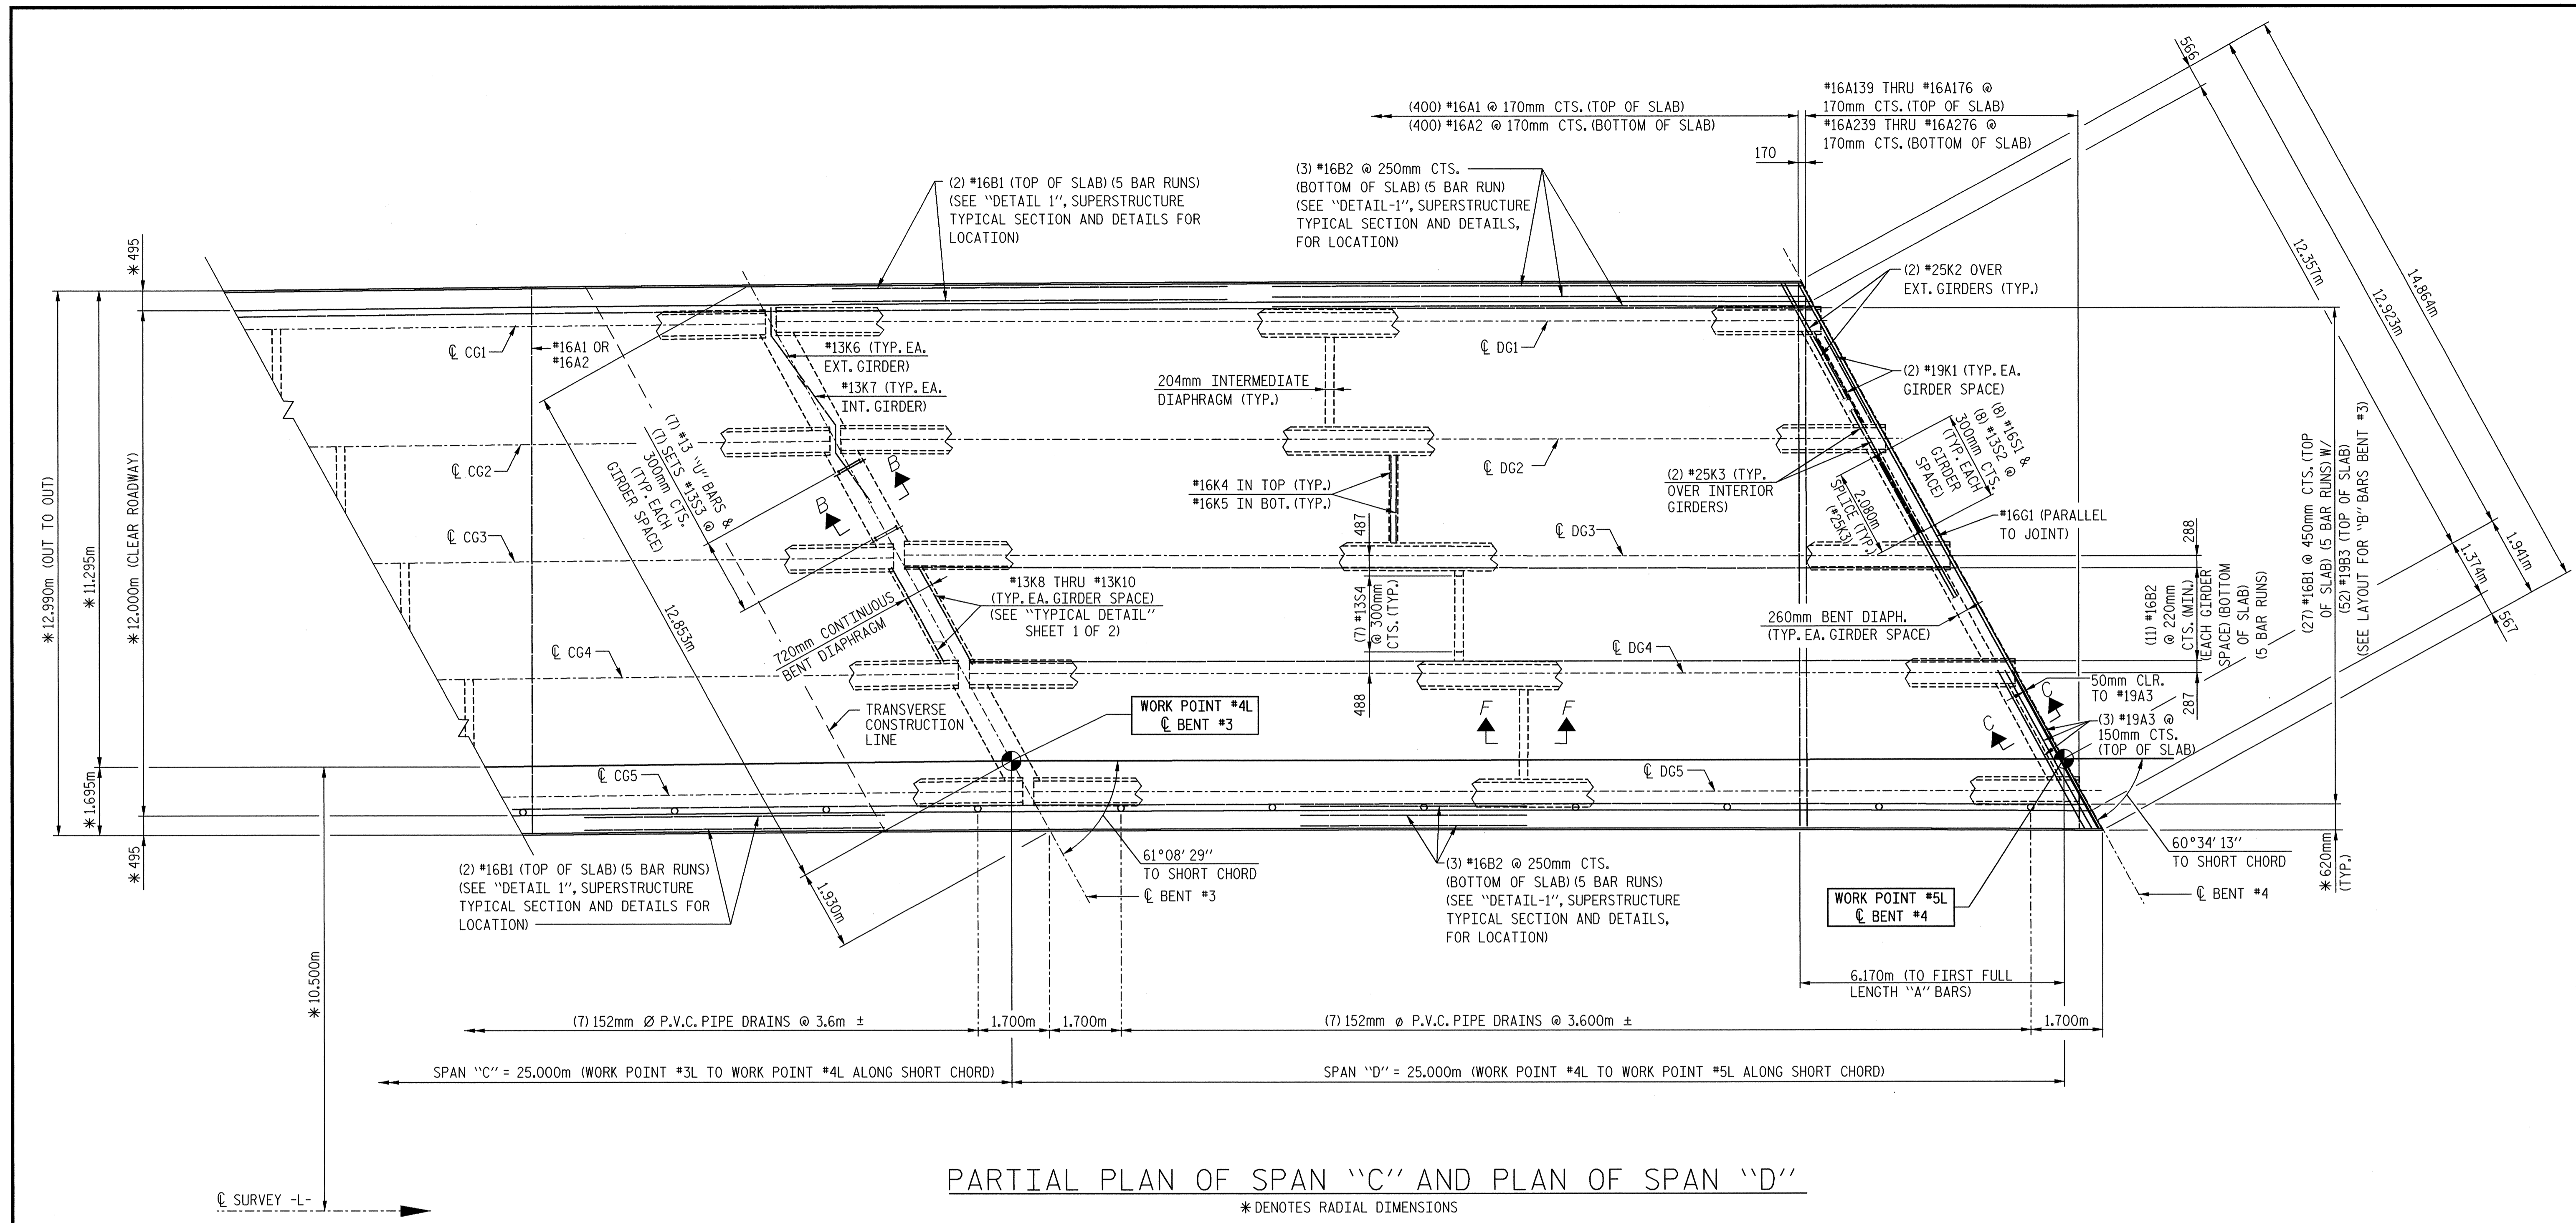 566
14.864m
12.923m
12.357m
1.941m
1.374m
567
(400) #16A1 @ 170mm CTS. (TOP OF SLAB)
(400) #16A2 @ 170mm CTS. (BOTTOM OF SLAB)
#16A139 THRU #16A176 @
170mm CTS. (TOP OF SLAB)
#16A239 THRU #16A276 @
170mm CTS. (BOTTOM OF SLAB)
170
(2) #16B1 (TOP OF SLAB) (5 BAR RUNS)
(SEE ``DETAIL 1'', SUPERSTRUCTURE
TYPICAL SECTION AND DETAILS FOR
LOCATION)
(3) #16B2 @ 250mm CTS.
(BOTTOM OF SLAB) (5 BAR RUN)
(SEE ``DETAIL-1'', SUPERSTRUCTURE
TYPICAL SECTION AND DETAILS,
FOR LOCATION)
*495
*12.990m (OUT TO OUT)
*11.295m
*12.000m (CLEAR ROADWAY)
*1.695m
*495
*10.500m
(2) #25K2 OVER
EXT. GIRDERS (TYP.)
℄ CG1
#16A1 OR
#16A2
#13K6 (TYP. EA.
EXT. GIRDER)
#13K7 (TYP. EA.
INT. GIRDER)
204mm INTERMEDIATE
DIAPHRAGM (TYP.)
℄ DG1
(2) #19K1 (TYP. EA.
GIRDER SPACE)
(8) #16S1 &
(8) #13S2 @
300mm CTS.
(TYP. EACH
GIRDER
SPACE)
(7) #13 ``U'' BARS &
(7) SETS #13S3 @
300mm CTS.
(TYP. EACH
GIRDER SPACE)
℄ CG2
B
B
℄ DG2
#16K4 IN TOP (TYP.)
#16K5 IN BOT. (TYP.)
(2) #25K3 (TYP.
OVER INTERIOR
GIRDERS)
2.080m
SPLICE (TYP.)
(#25K3)
#16G1 (PARALLEL
TO JOINT)
℄ CG3
℄ DG3
487
(7) #13S4
@ 300mm
CTS. (TYP.)
488
#13K8 THRU #13K10
(TYP. EA. GIRDER SPACE)
(SEE ``TYPICAL DETAIL''
SHEET 1 OF 2)
12.853m
720mm CONTINUOUS
BENT DIAPHRAGM
260mm BENT DIAPH.
(TYP. EA. GIRDER SPACE)
288
(11) #16B2
@ 220mm
CTS. (MIN.)
(EACH GIRDER
SPACE) (BOTTOM
OF SLAB)
(5 BAR RUNS)
287
(27) #16B1 @ 450mm CTS. (TOP
OF SLAB) (5 BAR RUNS) W/
(52) #19B3 (TOP OF SLAB)
(SEE LAYOUT FOR ``B'' BARS BENT #3)
℄ CG4
℄ DG4
50mm CLR.
TO #19A3
TRANSVERSE
CONSTRUCTION
LINE
WORK POINT #4L
℄ BENT #3
F
F
C
C
(3) #19A3 @
150mm CTS.
(TOP OF SLAB)
℄ CG5
℄ DG5
(2) #16B1 (TOP OF SLAB) (5 BAR RUNS)
(SEE ``DETAIL 1'', SUPERSTRUCTURE
TYPICAL SECTION AND DETAILS FOR
LOCATION)
1.930m
61°08'29''
TO SHORT CHORD
℄ BENT #3
(3) #16B2 @ 250mm CTS.
(BOTTOM OF SLAB) (5 BAR RUNS)
(SEE ``DETAIL-1'', SUPERSTRUCTURE
TYPICAL SECTION AND DETAILS,
FOR LOCATION)
WORK POINT #5L
℄ BENT #4
60°34'13''
TO SHORT CHORD
*620mm
(TYP.)
℄ BENT #4
6.170m (TO FIRST FULL
LENGTH ``A'' BARS)
(7) 152mm Ø P.V.C. PIPE DRAINS @ 3.6m ±
1.700m
1.700m
(7) 152mm ø P.V.C. PIPE DRAINS @ 3.600m ±
1.700m
SPAN ``C'' = 25.000m (WORK POINT #3L TO WORK POINT #4L ALONG SHORT CHORD)
SPAN ``D'' = 25.000m (WORK POINT #4L TO WORK POINT #5L ALONG SHORT CHORD)
℄ SURVEY -L-
PARTIAL PLAN OF SPAN ``C'' AND PLAN OF SPAN ``D''
*DENOTES RADIAL DIMENSIONS